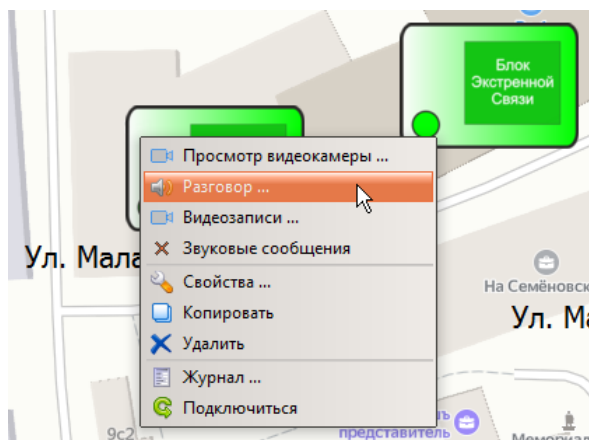 Блок
Экстренной
Связи
Просмотр видеокамеры ...
Разговор ...
Видеозаписи ...
Ул. Мала
Звуковые сообщения
На Семёновск
Свойства ...
Ул. Ма
Копировать
Удалить
Журнал ...
Подключиться
9с2
представитель
Мемориал